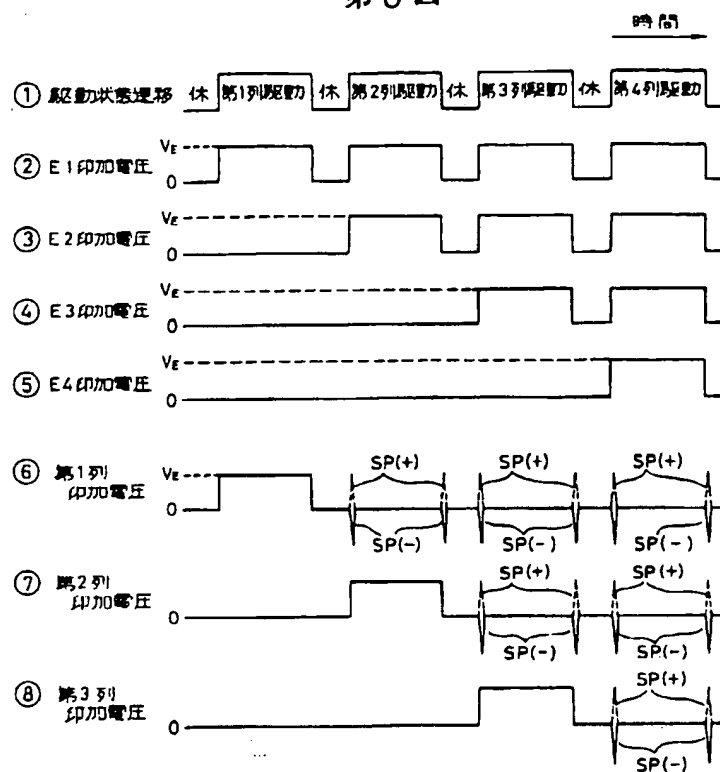 時間
① 駆動状態遷移 休 第1列駆動 休 第2列駆動 休 第3列駆動 休 第4列駆動
② E1印加電圧 VE 0
③ E2印加電圧 VE 0
④ E3印加電圧 VE 0
⑤ E4印加電圧 VE 0
⑥ 第1列 VE SP(+) SP(+) SP(+)
印加電圧 0
SP(-) SP(-) SP(-)
⑦ 第2列 SP(+) SP(+)
印加電圧 0
SP(-) SP(-)
⑧ 第3列 SP(+)
印加電圧 0
SP(-)